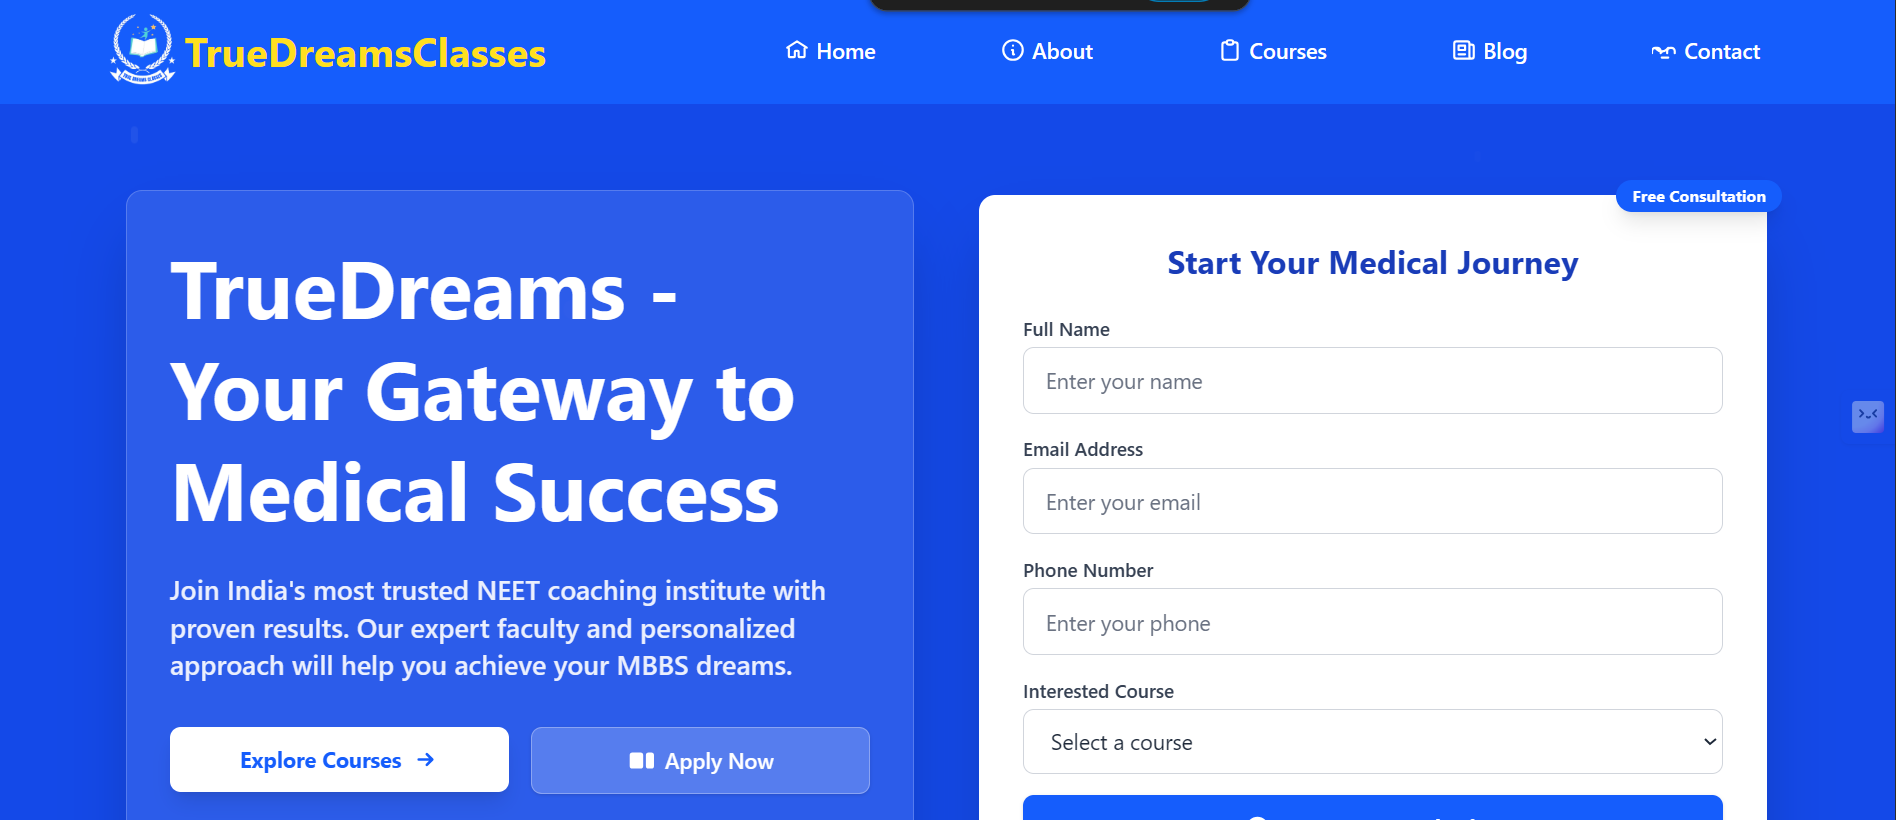 TrueDreamsClasses
Home
About
Courses
Blog
Contact
TrueDreams -
Your Gateway to
Medical Success
Join India's most trusted NEET coaching institute with
proven results. Our expert faculty and personalized
approach will help you achieve your MBBS dreams.
Explore Courses →
Apply Now
Free Consultation
Start Your Medical Journey
Full Name
Enter your name
Email Address
Enter your email
Phone Number
Enter your phone
Interested Course
Select a course